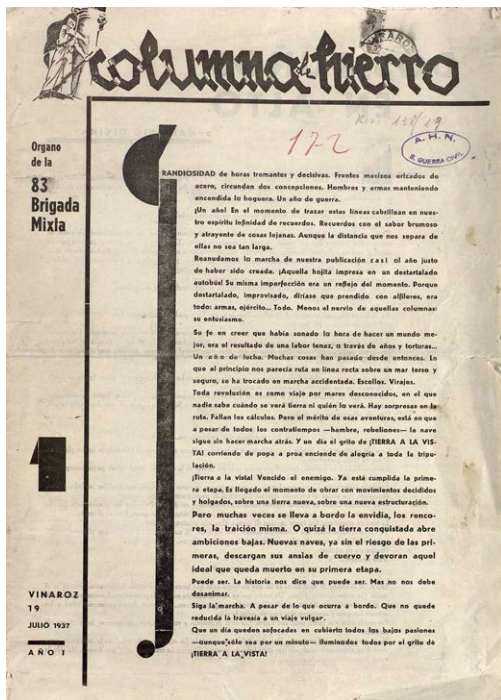 columna de hierro
Rev. 138/19
172
A. H. N.
S. GUERRA CIVIL
Organo
de la
83
Brigada
Mixta
GRANDIOSIDAD de horas tremantes y decisivas. Frentes macizos erizados de
acero, circundan dos concepciones. Hombres y armas manteniendo
encendida la hoguera. Un año de guerra.
¡Un año! En el momento de trazar estas líneas cabrillean en nues-
tro espíritu infinidad de recuerdos. Recuerdos con el sabor brumoso
y atrayente de cosas lejanas. Aunque la distancia que nos separa de
ellas no sea tan larga.
Reanudamos la marcha de nuestra publicación casi al año justo
de haber sido creada. ¡Aquella hojita impresa en un destartalado
autobús! Su misma imperfección era un reflejo del momento. Porque
destartalado, improvisado, diríase que prendido con alfileres, era
todo: armas, ejército... Todo. Menos el nervio de aquellas columnas:
su entusiasmo.
Su fe en creer que había sonado la hora de hacer un mundo me-
jor, era el resultado de una labor tenaz, a través de años y torturas...
Un año de lucha. Muchas cosas han pasado desde entonces. Lo
que al principio nos parecía ruta en línea recta sobre un mar terso y
seguro, se ha trocado en marcha accidentada. Escollos. Virajes.
Toda revolución es como viaje por mares desconocidos, en el que
nadie sabe cuándo se verá tierra ni quién la verá. Hay sorpresas en la
ruta. Fallan los cálculos. Pero el mérito de esas aventuras, está en que
a pesar de todos los contratiempos —hambre, rebeliones— la nave
sigue sin hacer marcha atrás. Y un día el grito de ¡TIERRA A LA VIS-
TA! corriendo de popa a proa enciende de alegría a toda la tripu-
lación.
¡Tierra a la vista! Vencido el enemigo. Ya está cumplida la prime-
ra etapa. Es llegado el momento de obrar con movimientos decididos
y holgados, sobre una tierra nueva, sobre una nueva estructuración.
Pero muchas veces se lleva a bordo la envidia, los renco-
res, la traición misma. O quizá la tierra conquistada abre
ambiciones bajas. Nuevas naves, ya sin el riesgo de las pri-
meras, descargan sus ansias de cuervo y devoran aquel
ideal que queda muerto en su primera etapa.
Puede ser. La historia nos dice que puede ser. Mas no nos debe
desanimar.
Siga la marcha. A pesar de lo que ocurra a bordo. Que no quede
reducida la travesía a un viaje vulgar.
Que un día queden sofocadas en cubierta todas las bajas pasiones
—aunque sólo sea por un minuto— iluminados todos por el grito de
¡TIERRA A LA VISTA!
1
VINAROZ
19
JULIO 1937
AÑO I